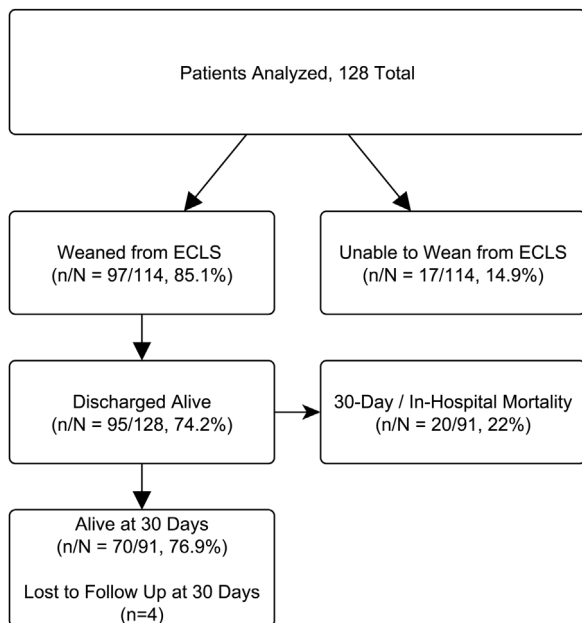 Patients Analyzed, 128 Total
Weaned from ECLS
(n/N = 97/114, 85.1%)
Unable to Wean from ECLS
(n/N = 17/114, 14.9%)
Discharged Alive
(n/N = 95/128, 74.2%)
30-Day / In-Hospital Mortality
(n/N = 20/91, 22%)
Alive at 30 Days
(n/N = 70/91, 76.9%)
Lost to Follow Up at 30 Days
(n=4)